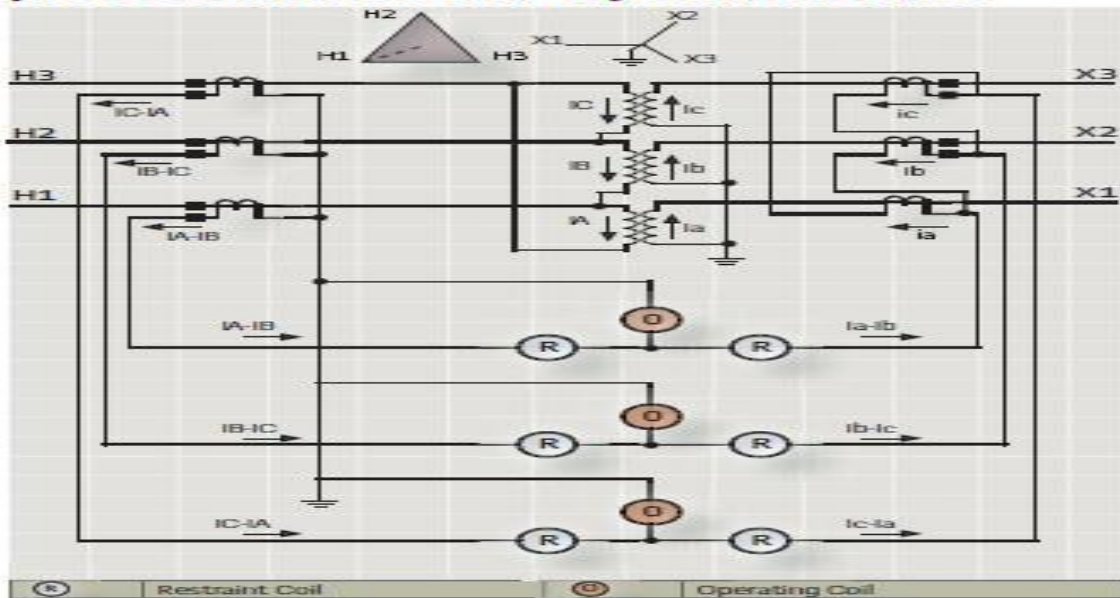 H2
X2
X1
H1
H3
X3
H3
X3
IC-IA
IC
Ic
ic
H2
X2
IB-IC
IB
Ib
Ib
H1
X1
IA-IB
IA
Ia
ia
O
IA-IB
R
R
Ia-Ib
O
IB-IC
R
R
Ib-Ic
O
IC-IA
R
R
Ic-Ia
R
Restraint Coil
O
Operating Coil